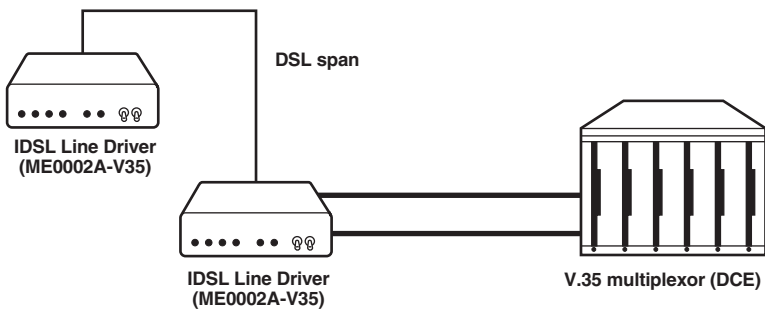 DSL span
IDSL Line Driver
(ME0002A-V35)
IDSL Line Driver
(ME0002A-V35)
V.35 multiplexor (DCE)